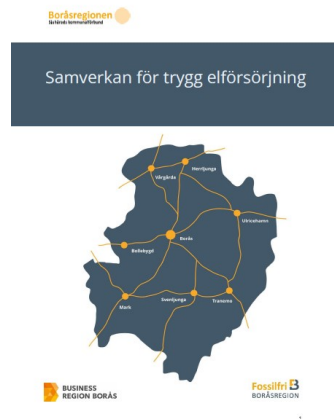 Boråsregionen
Sjuhärads kommunalförbund
Samverkan för trygg elförsörjning
Herrljunga
Vårgårda
Ulricehamn
Borås
Bollebygd
Svenljunga
Tranemo
Mark
BUSINESS
REGION BORÅS
Fossilfri B
BORÅSREGION